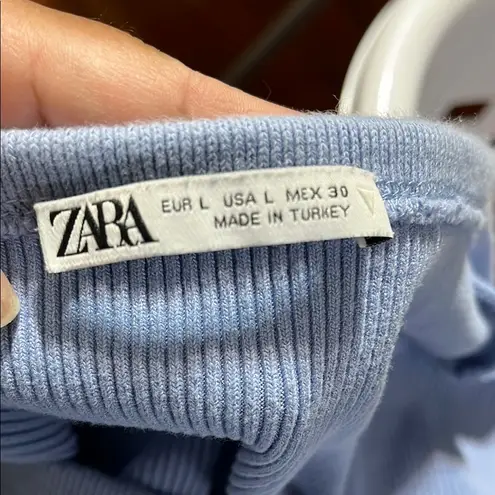 ZARA
EUR L USA L MEX 30
MADE IN TURKEY